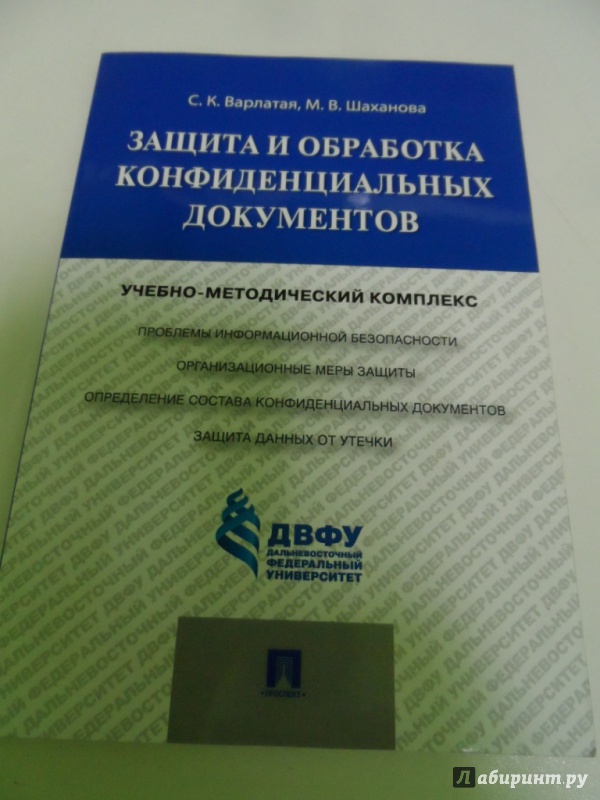 С. К. Варлатая, М. В. Шаханова
ЗАЩИТА И ОБРАБОТКА
КОНФИДЕНЦИАЛЬНЫХ
ДОКУМЕНТОВ
УЧЕБНО-МЕТОДИЧЕСКИЙ КОМПЛЕКС
ПРОБЛЕМЫ ИНФОРМАЦИОННОЙ БЕЗОПАСНОСТИ
ОРГАНИЗАЦИОННЫЕ МЕРЫ ЗАЩИТЫ
ОПРЕДЕЛЕНИЕ СОСТАВА КОНФИДЕНЦИАЛЬНЫХ ДОКУМЕНТОВ
ЗАЩИТА ДАННЫХ ОТ УТЕЧКИ
ДВФУ
ДАЛЬНЕВОСТОЧНЫЙ
ФЕДЕРАЛЬНЫЙ
УНИВЕРСИТЕТ
•ПРОСПЕКТ•
Лабиринт.ру